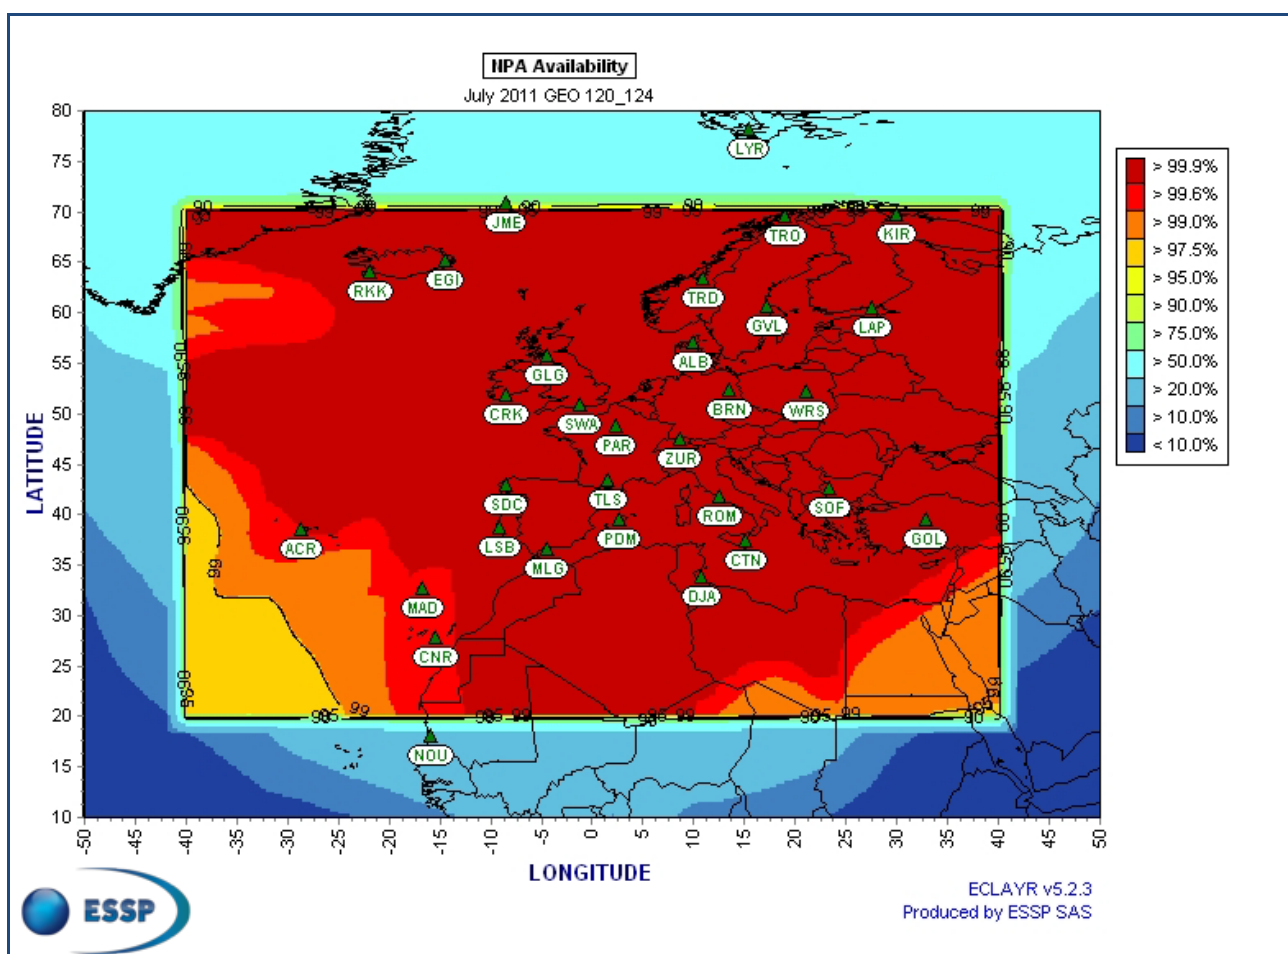 NPA Availability
July 2011 GEO 120_124
80
75
70
65
60
55
50
45
40
35
30
25
20
15
10
LATITUDE
-50
-45
-40
-35
-30
-25
-20
-15
-10
-5
0
5
10
15
20
25
30
35
40
45
50
LONGITUDE
LYR
JME
TRO
KIR
RKK
EGI
TRD
GVL
LAP
GLG
ALB
CRK
SWA
BRN
WRS
PAR
ZUR
SDC
TLS
ROM
SOF
ACR
LSB
PDM
GOL
MLG
CTN
MAD
DJA
CNR
NOU
> 99.9%
> 99.6%
> 99.0%
> 97.5%
> 95.0%
> 90.0%
> 75.0%
> 50.0%
> 20.0%
> 10.0%
< 10.0%
ESSP
ECLAYR v5.2.3
Produced by ESSP SAS